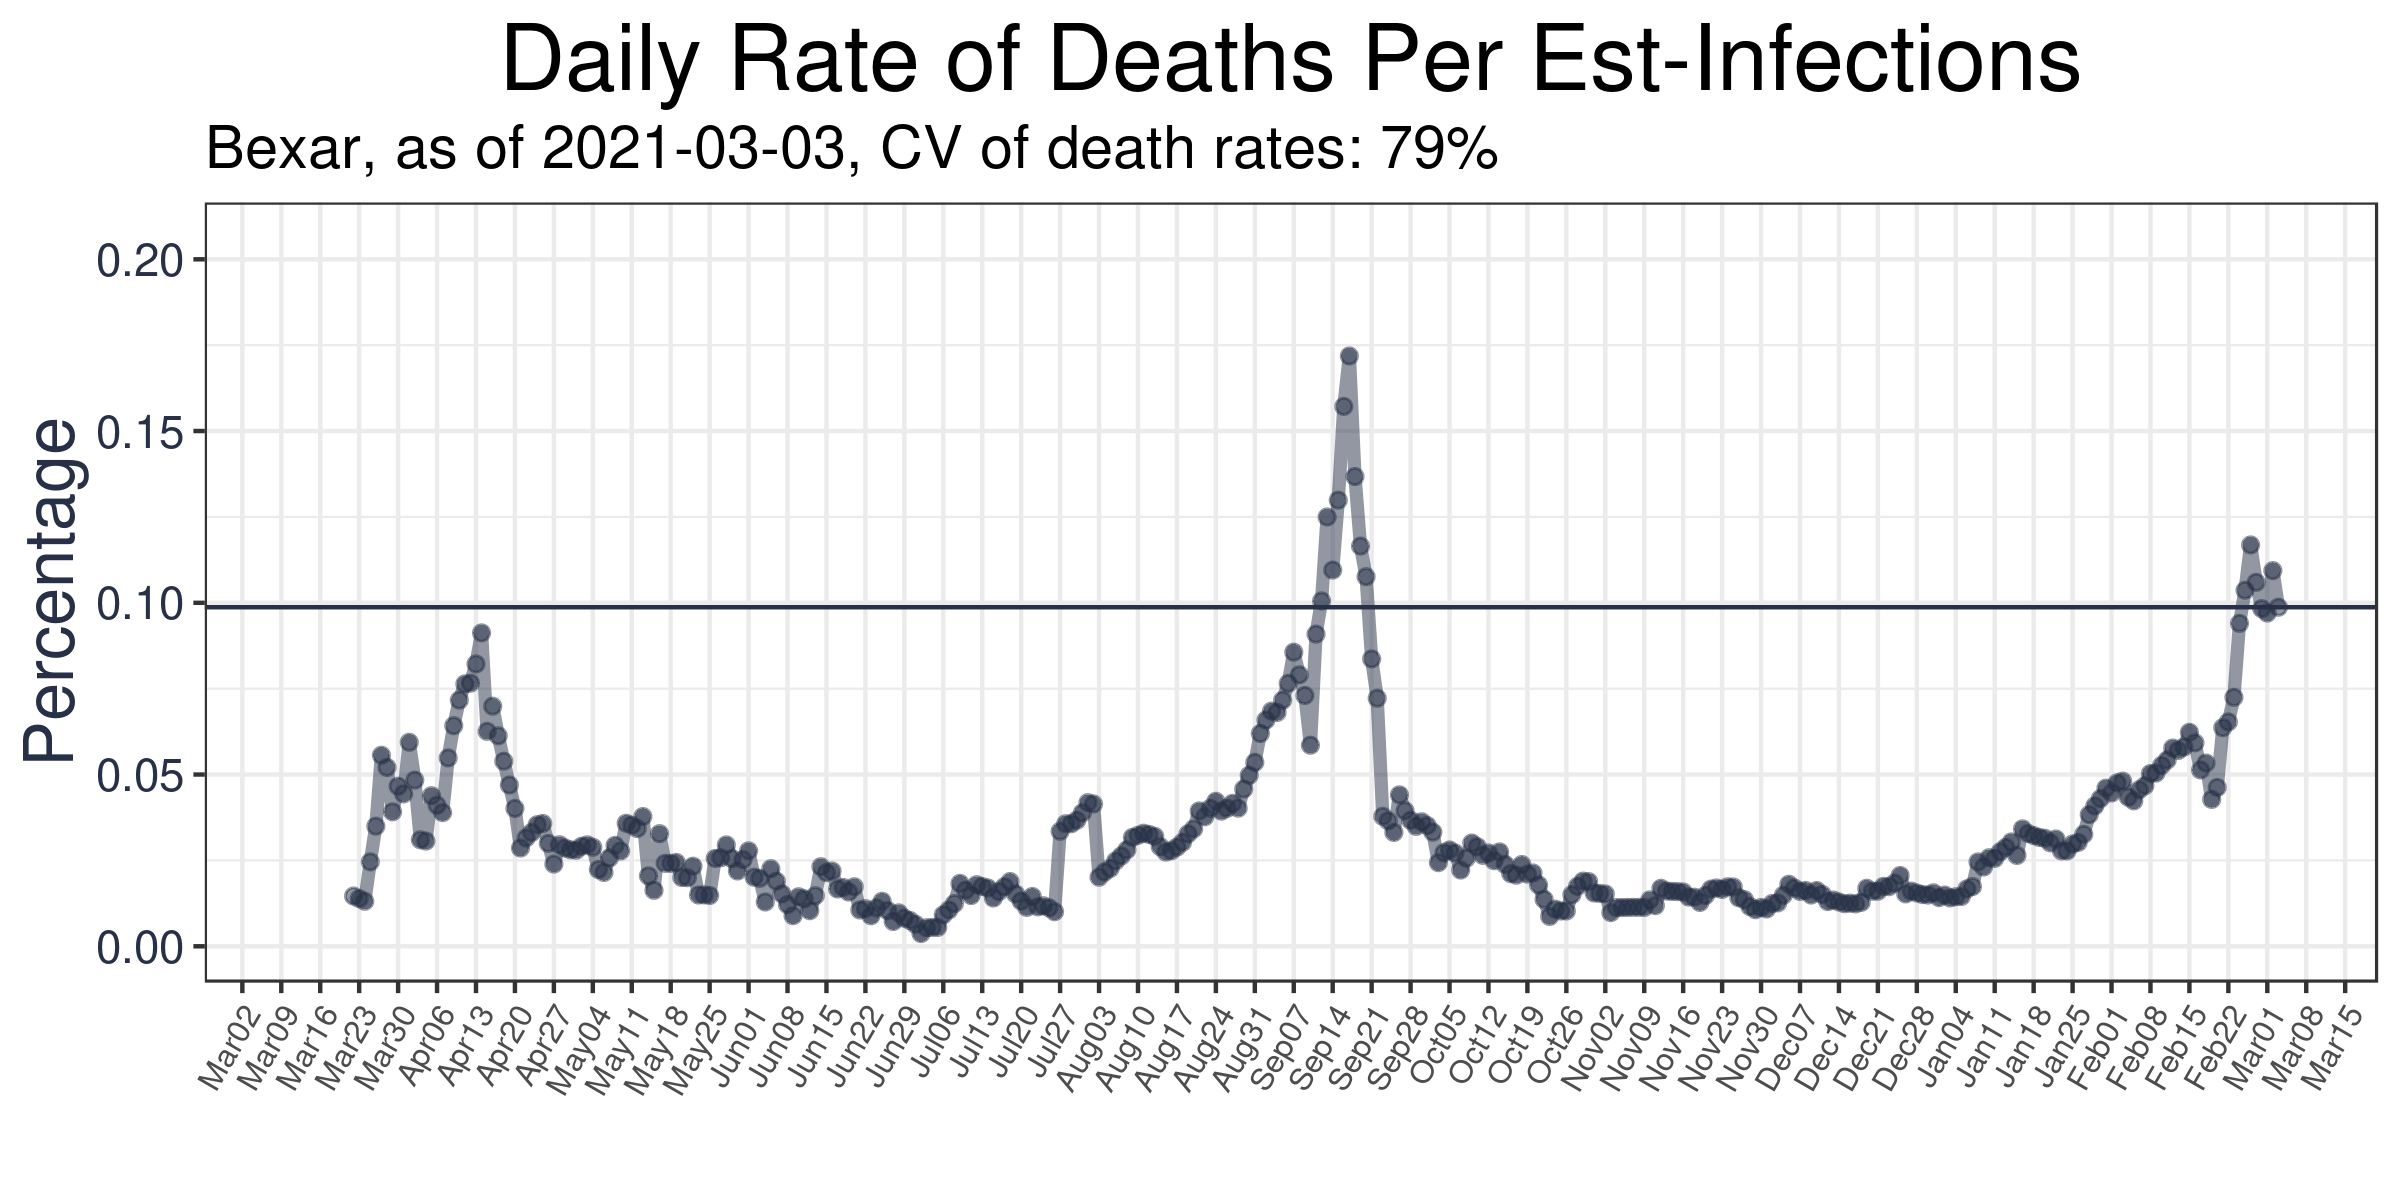 Daily Rate of Deaths Per Est-Infections
Bexar, as of 2021-03-03, CV of death rates: 79%
Percentage
0.20
0.15
0.10
0.05
0.00
Mar02
Mar09
Mar16
Mar23
Mar30
Apr06
Apr13
Apr20
Apr27
May04
May11
May18
May25
Jun01
Jun08
Jun15
Jun22
Jun29
Jul06
Jul13
Jul20
Jul27
Aug03
Aug10
Aug17
Aug24
Aug31
Sep07
Sep14
Sep21
Sep28
Oct05
Oct12
Oct19
Oct26
Nov02
Nov09
Nov16
Nov23
Nov30
Dec07
Dec14
Dec21
Dec28
Jan04
Jan11
Jan18
Jan25
Feb01
Feb08
Feb15
Feb22
Mar01
Mar08
Mar15